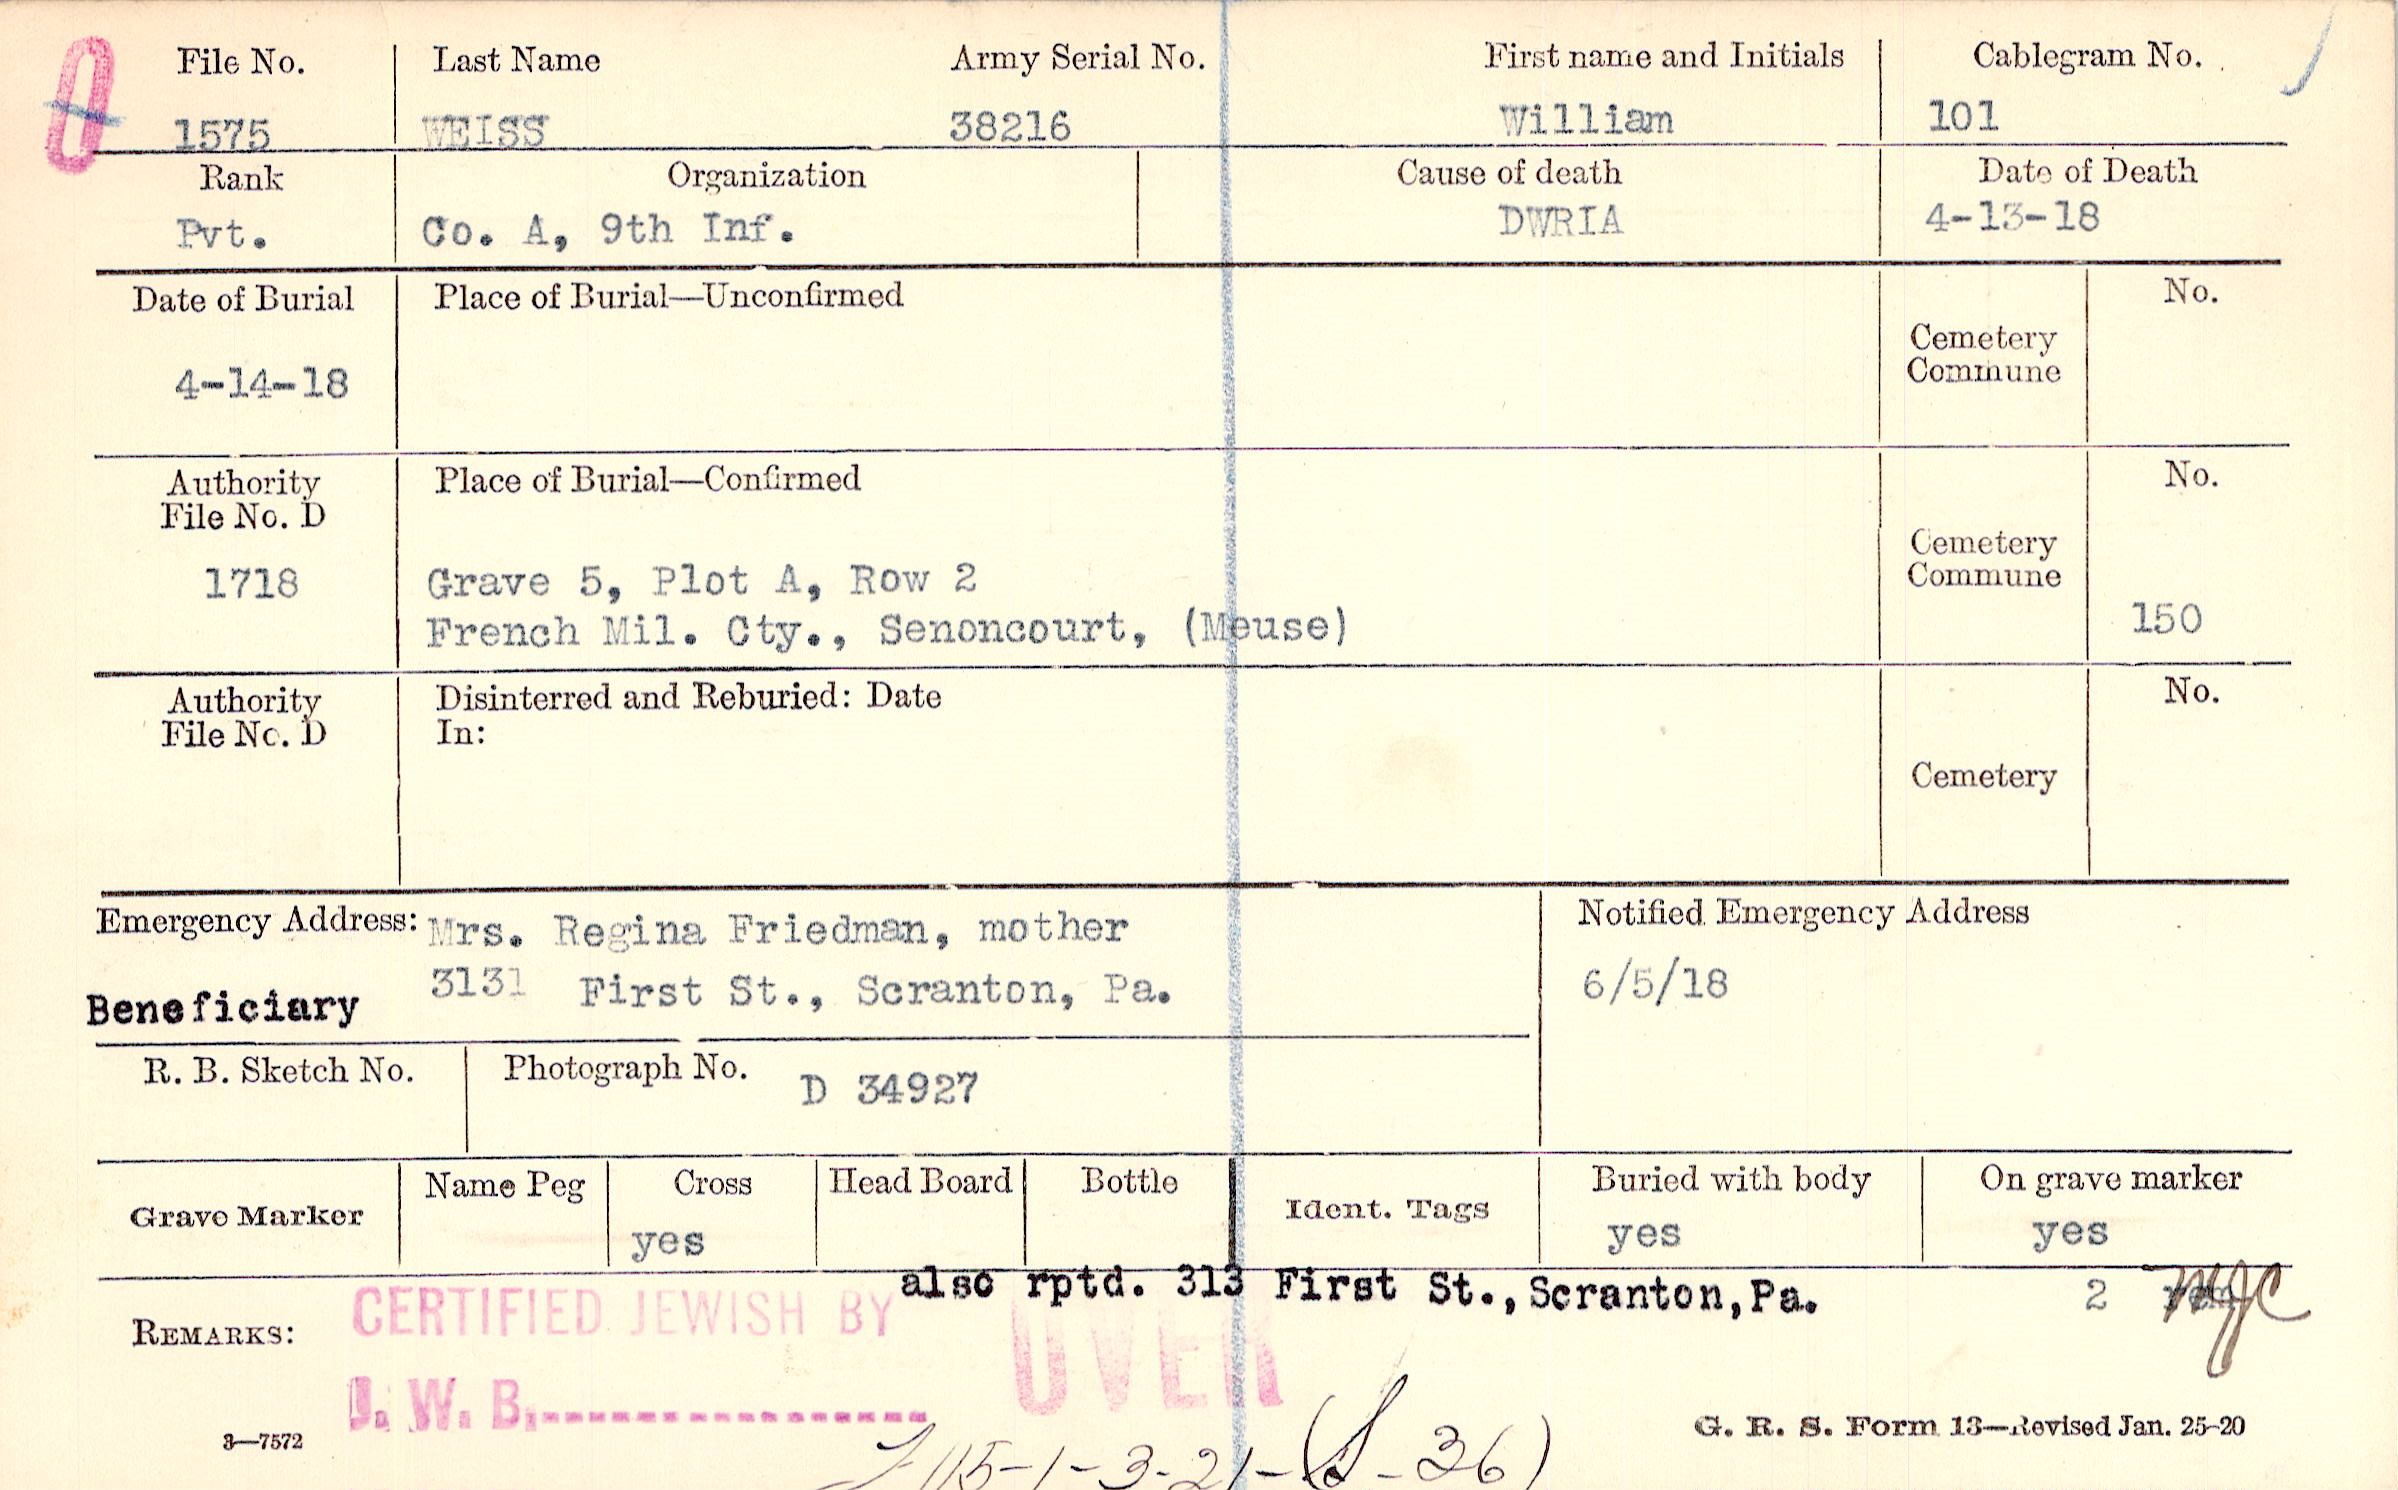 File No. Last Name Army Serial No. First name and Initials Cablegram No.
1575 WEISS 38216 William 101
Rank Organization Cause of death Date of Death
Pvt. Co. A, 9th Inf. DWRIA 4-13-18
Date of Burial Place of Burial—Unconfirmed No.
Cemetery
Commune
4-14-18
Authority Place of Burial—Confirmed No.
File No. D
Cemetery
Commune
1718 Grave 5, Plot A, Row 2
French Mil. Cty., Senoncourt, (Meuse) 150
Authority Disinterred and Reburied: Date No.
File No. D In:
Cemetery
Emergency Address: Mrs. Regina Friedman, mother Notified Emergency Address
Beneficiary 3131 First St., Scranton, Pa. 6/5/18
R. B. Sketch No. Photograph No. D 34927
Grave Marker Name Peg Cross Head Board Bottle Ident. Tags Buried with body On grave marker
yes yes yes
also rptd. 313 First St., Scranton, Pa. 2
REMARKS: CERTIFIED JEWISH BY OVER
J. W. B.
3—7572 G. R. S. Form 13—Revised Jan. 25-20
115-1-3-21-(S-36)